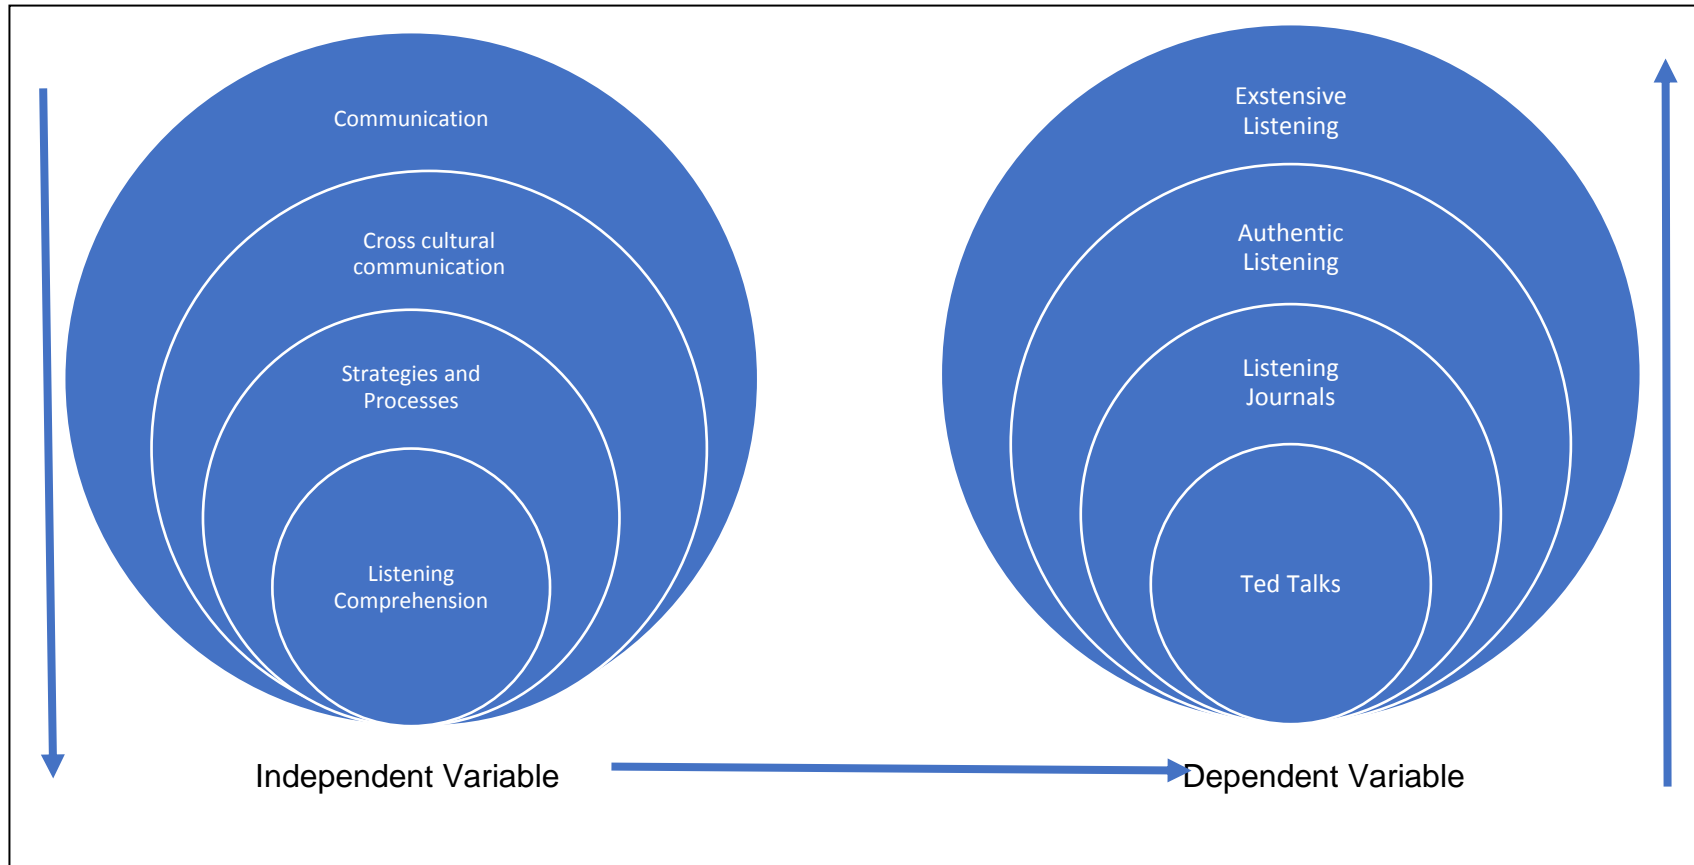 Communication
Cross cultural
communication
Strategies and
Processes
Listening
Comprehension
Independent Variable
Exstensive
Listening
Authentic
Listening
Listening
Journals
Ted Talks
Dependent Variable